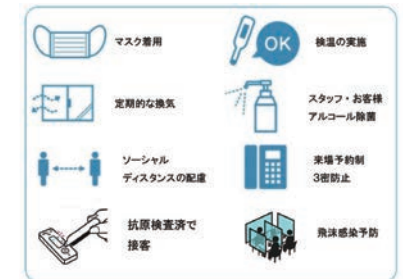 マスク着用
OK
検温の実施
定期的な換気
スタッフ・お客様
アルコール除菌
ソーシャル
ディスタンスの配慮
来場予約制
3密防止
抗原検査済で
接客
飛沫感染予防